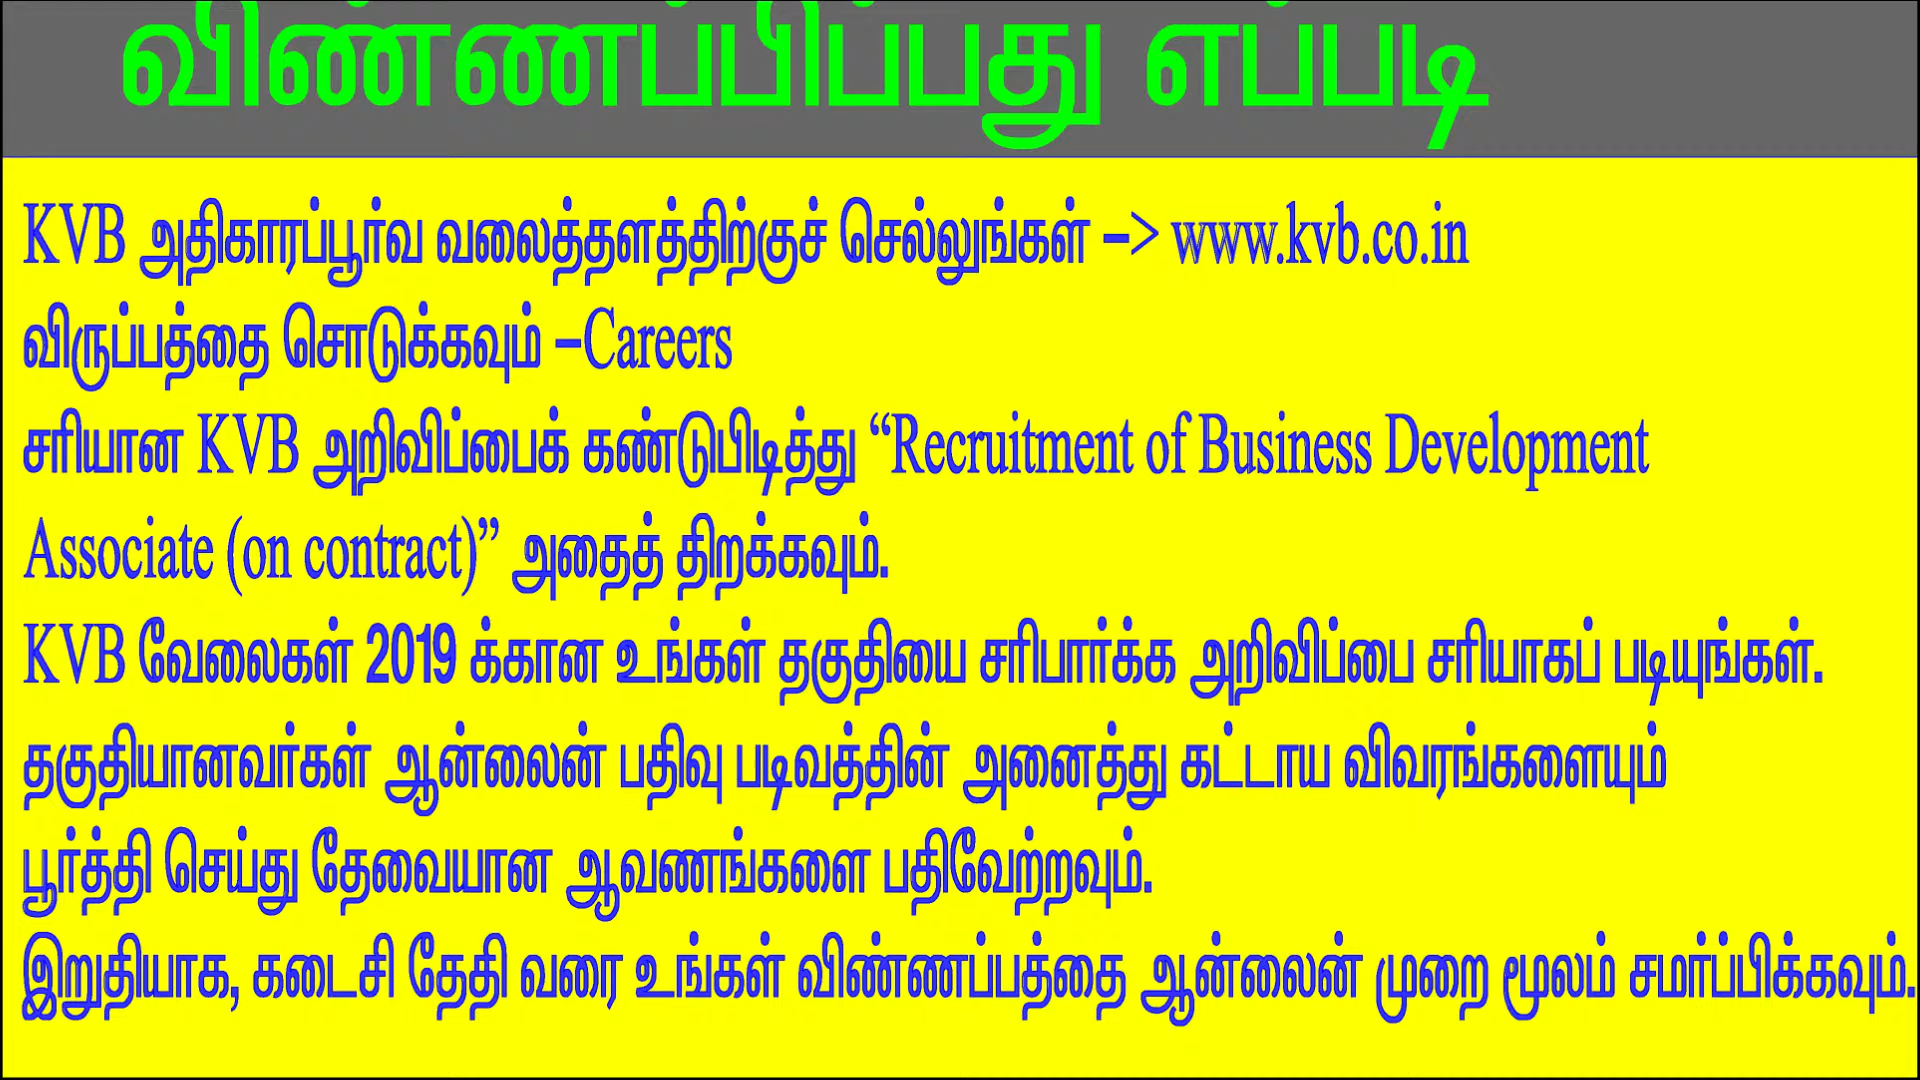 விண்ணப்பிப்பது எப்படி
KVB அதிகாரப்பூர்வ வலைத்தளத்திற்குச் செல்லுங்கள் –> www.kvb.co.in
விருப்பத்தை சொடுக்கவும் –Careers
சரியான KVB அறிவிப்பைக் கண்டுபிடித்து “Recruitment of Business Development
Associate (on contract)” அதைத் திறக்கவும்.
KVB வேலைகள் 2019 க்கான உங்கள் தகுதியை சரிபார்க்க அறிவிப்பை சரியாகப் படியுங்கள்.
தகுதியானவர்கள் ஆன்லைன் பதிவு படிவத்தின் அனைத்து கட்டாய விவரங்களையும்
பூர்த்தி செய்து தேவையான ஆவணங்களை பதிவேற்றவும்.
இறுதியாக, கடைசி தேதி வரை உங்கள் விண்ணப்பத்தை ஆன்லைன் முறை மூலம் சமர்ப்பிக்கவும்.